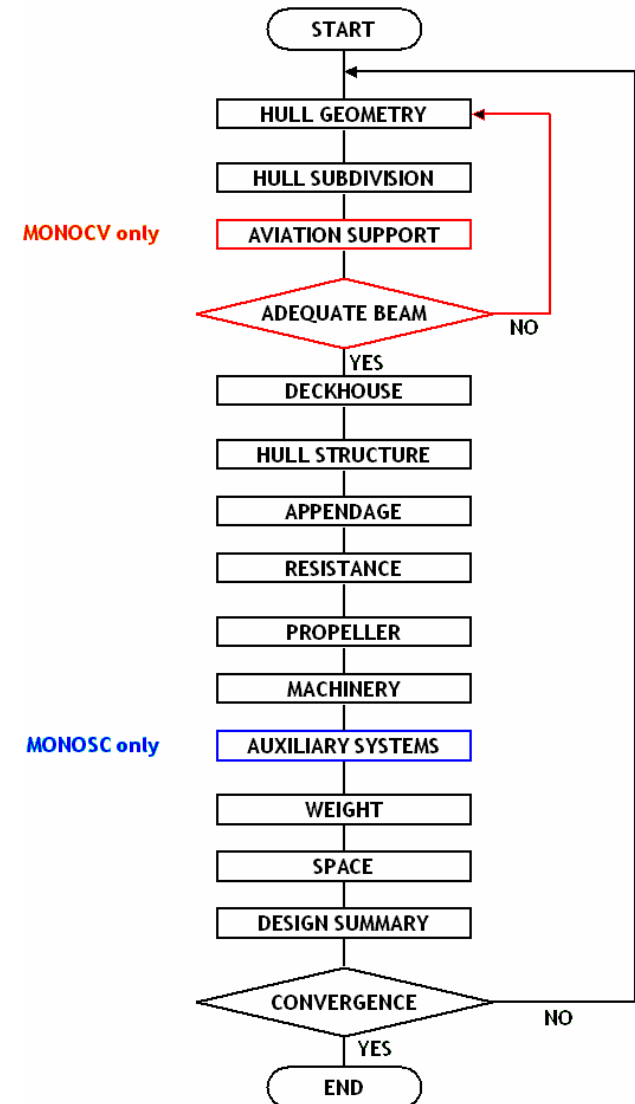 START
HULL GEOMETRY
HULL SUBDIVISION
MONOCV only
AVIATION SUPPORT
ADEQUATE BEAM
NO
YES
DECKHOUSE
HULL STRUCTURE
APPENDAGE
RESISTANCE
PROPELLER
MACHINERY
MONOSC only
AUXILIARY SYSTEMS
WEIGHT
SPACE
DESIGN SUMMARY
CONVERGENCE
NO
YES
END